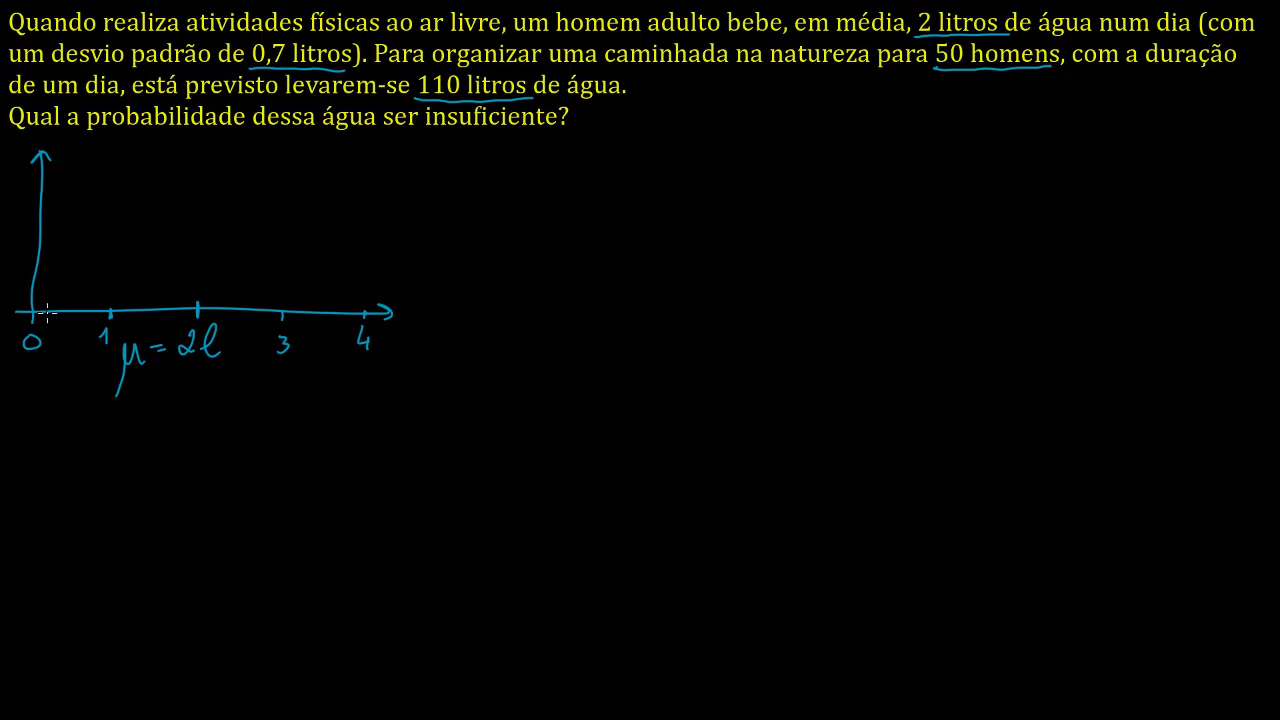 Quando realiza atividades físicas ao ar livre, um homem adulto bebe, em média, 2 litros de água num dia (com
um desvio padrão de 0,7 litros). Para organizar uma caminhada na natureza para 50 homens, com a duração
de um dia, está previsto levarem-se 110 litros de água.
Qual a probabilidade dessa água ser insuficiente?
0 1 μ = 2ℓ 3 4